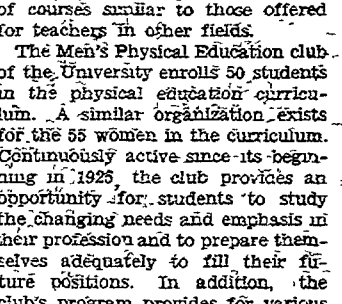 of courses similar to those offered
for teachers in other fields.
The Men's Physical Education club
of the University enrolls 50 students
in the physical education curricu-
lum. A similar organization exists
for the 55 women in the curriculum.
Continuously active since its begin-
ning in 1925, the club provides an
opportunity for students to study
the changing needs and emphasis in
their profession and to prepare them-
selves adequately to fill their fu-
ture positions. In addition, the
club's program provides for various